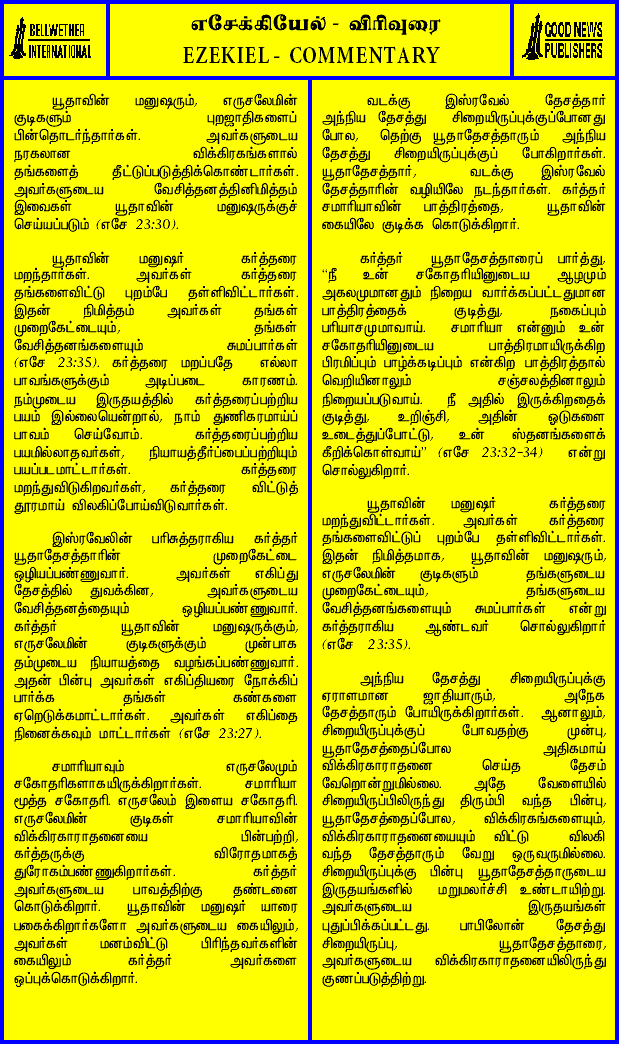 BELLWETHER
INTERNATIONAL
எசேக்கியேல் - விரிவுரை
EZEKIEL - COMMENTARY
GOOD NEWS
PUBLISHERS
யூதாவின் மனுஷரும், எருசலேமின்
குடிகளும் புறஜாதிகளைப்
பின்தொடர்ந்தார்கள். அவர்களுடைய
நரகலான விக்கிரகங்களால்
தங்களைத் தீட்டுப்படுத்திக்கொண்டார்கள்.
அவர்களுடைய வேசித்தனத்தினிமித்தம்
இவைகள் யூதாவின் மனுஷருக்குச்
செய்யப்படும் (எசே 23:30).
யூதாவின் மனுஷர் கர்த்தரை
மறந்தார்கள். அவர்கள் கர்த்தரை
தங்களைவிட்டு புறம்பே தள்ளிவிட்டார்கள்.
இதன் நிமித்தம் அவர்கள் தங்கள்
முறைகேட்டையும், தங்கள்
வேசித்தனங்களையும் சுமப்பார்கள்
(எசே 23:35). கர்த்தரை மறப்பதே எல்லா
பாவங்களுக்கும் அடிப்படை காரணம்.
நம்முடைய இருதயத்தில் கர்த்தரைப்பற்றிய
பயம் இல்லையென்றால், நாம் துணிகரமாய்ப்
பாவம் செய்வோம். கர்த்தரைப்பற்றிய
பயமில்லாதவர்கள், நியாயத்தீர்ப்பைப்பற்றியும்
பயப்படமாட்டார்கள். கர்த்தரை
மறந்துவிடுகிறவர்கள், கர்த்தரை விட்டுத்
தூரமாய் விலகிப்போய்விடுவார்கள்.
இஸ்ரவேலின் பரிசுத்தராகிய கர்த்தர்
யூதாதேசத்தாரின் முறைகேட்டை
ஒழியப்பண்ணுவார். அவர்கள் எகிப்து
தேசத்தில் துவக்கின, அவர்களுடைய
வேசித்தனத்தையும் ஒழியப்பண்ணுவார்.
கர்த்தர் யூதாவின் மனுஷருக்கும்,
எருசலேமின் குடிகளுக்கும் முன்பாக
தம்முடைய நியாயத்தை வழங்கப்பண்ணுவார்.
அதன் பின்பு அவர்கள் எகிப்தியரை நோக்கிப்
பார்க்க தங்கள் கண்களை
ஏறெடுக்கமாட்டார்கள். அவர்கள் எகிப்தை
நினைக்கவும் மாட்டார்கள் (எசே 23:27).
சமாரியாவும் எருசலேமும்
சகோதரிகளாகயிருக்கிறார்கள். சமாரியா
மூத்த சகோதரி. எருசலேம் இளைய சகோதரி.
எருசலேமின் குடிகள் சமாரியாவின்
விக்கிரகாராதனையை பின்பற்றி,
கர்த்தருக்கு விரோதமாகத்
துரோகம்பண்ணுகிறார்கள். கர்த்தர்
அவர்களுடைய பாவத்திற்கு தண்டனை
கொடுக்கிறார். யூதாவின் மனுஷர் யாரை
பகைக்கிறார்களோ அவர்களுடைய கையிலும்,
அவர்கள் மனம்விட்டு பிரிந்தவர்களின்
கையிலும் கர்த்தர் அவர்களை
ஒப்புக்கொடுக்கிறார்.
வடக்கு இஸ்ரவேல் தேசத்தார்
அந்நிய தேசத்து சிறையிருப்புக்குப்போனது
போல, தெற்கு யூதாதேசத்தாரும் அந்நிய
தேசத்து சிறையிருப்புக்குப் போகிறார்கள்.
யூதாதேசத்தார், வடக்கு இஸ்ரவேல்
தேசத்தாரின் வழியிலே நடந்தார்கள். கர்த்தர்
சமாரியாவின் பாத்திரத்தை, யூதாவின்
கையிலே குடிக்க கொடுக்கிறார்.
கர்த்தர் யூதாதேசத்தாரைப் பார்த்து,
“நீ உன் சகோதரியினுடைய ஆழமும்
அகலமுமானதும் நிறைய வார்க்கப்பட்டதுமான
பாத்திரத்தைக் குடித்து, நகைப்பும்
பரியாசமுமாவாய். சமாரியா என்னும் உன்
சகோதரியினுடைய பாத்திரமாயிருக்கிற
பிரமிப்பும் பாழ்க்கடிப்பும் என்கிற பாத்திரத்தால்
வெறியினாலும் சஞ்சலத்தினாலும்
நிறையப்படுவாய். நீ அதில் இருக்கிறதைக்
குடித்து, உறிஞ்சி, அதின் ஓடுகளை
உடைத்துப்போட்டு, உன் ஸ்தனங்களைக்
கீறிக்கொள்வாய்” (எசே 23:32-34) என்று
சொல்லுகிறார்.
யூதாவின் மனுஷர் கர்த்தரை
மறந்துவிட்டார்கள். அவர்கள் கர்த்தரை
தங்களைவிட்டுப் புறம்பே தள்ளிவிட்டார்கள்.
இதன் நிமித்தமாக, யூதாவின் மனுஷரும்,
எருசலேமின் குடிகளும் தங்களுடைய
முறைகேட்டையும், தங்களுடைய
வேசித்தனங்களையும் சுமப்பார்கள் என்று
கர்த்தராகிய ஆண்டவர் சொல்லுகிறார்
(எசே 23:35).
அந்நிய தேசத்து சிறையிருப்புக்கு
ஏராளமான ஜாதியாரும், அநேக
தேசத்தாரும் போயிருக்கிறார்கள். ஆனாலும்,
சிறையிருப்புக்குப் போவதற்கு முன்பு,
யூதாதேசத்தைப்போல அதிகமாய்
விக்கிரகாராதனை செய்த தேசம்
வேறொன்றுமில்லை. அதே வேளையில்
சிறையிருப்பிலிருந்து திரும்பி வந்த பின்பு,
யூதாதேசத்தைப்போல, விக்கிரகங்களையும்,
விக்கிரகாராதனையையும் விட்டு விலகி
வந்த தேசத்தாரும் வேறு ஒருவருமில்லை.
சிறையிருப்புக்கு பின்பு யூதாதேசத்தாருடைய
இருதயங்களில் மறுமலர்ச்சி உண்டாயிற்று.
அவர்களுடைய இருதயங்கள்
புதுப்பிக்கப்பட்டது. பாபிலோன் தேசத்து
சிறையிருப்பு, யூதாதேசத்தாரை,
அவர்களுடைய விக்கிரகாராதனையிலிருந்து
குணப்படுத்திற்று.